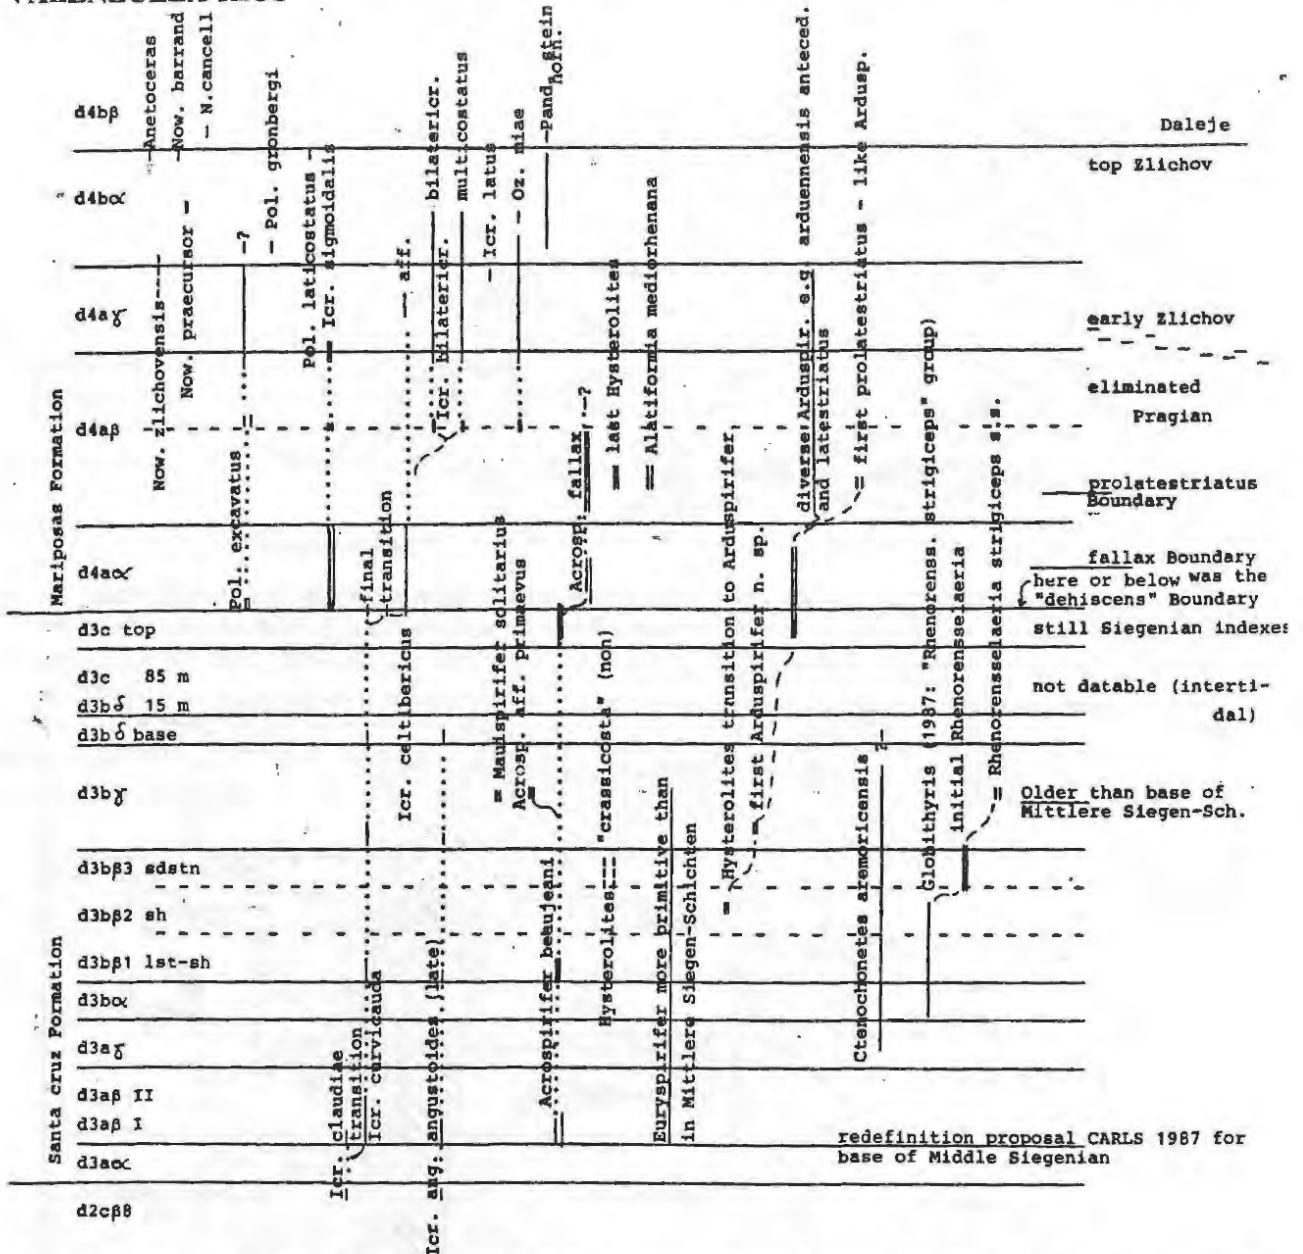 d4bβ
d4bα
d4aγ
d4aβ
d4aα
d3c top
d3c 85 m
d3bδ 15 m
d3bδ base
d3bγ
d3bβ3 sdstn
d3bβ2 sh
d3bβ1 lst-sh
d3bα
d3aγ
d3aβ II
d3aβ I
d3aα
d2cβ8
Mariposas Formation
Santa cruz Formation
Anetoceras
Now. zlichovensis----
Now. barrand
Now. praecursor -
- N.cancell
Pol. excavatus -- -?
- Pol. gronbergi
Pol. laticostatus -
= Icr. sigmoidalis
Icr. claudiae
transition
Icr. curvicauda
final
transition
Icr. celtibericus
-- aff.
Icr. ang. angustoides (late)
bilatericr.
Icr. bilatericr.
multicostatus
- Icr. latus
- Oz. miae
-Pand. stein
horn.
= Mauispirifer solitarius
Acrosp. aff. primaevus
Acrospirifer beaujeani
Acrosp. fallax --?
Hysterolites--- "crassicosta" (non)
== last Hysterolites
== Alatiformia mediorhenana
Euryspirifer more primitive than
in Mittlere Siegen-Schichten
= Hysterolites transition to Arduspirifer
=first Arduspirifer n. sp.
diverse Arduspir. e.g. arduennensis anteced.
and latestriatus
= first prolatestriatus - like Ardusp.
Ctenochonetes aremoricensis
?
Globithyris (1987: "Rhenorenss. strigiceps" group)
initial Rhenorensselaeria
= Rhenorensselaeria strigiceps s.s.
Daleje
top Zlichov
early Zlichov
eliminated
Pragian
prolatestriatus
Boundary
fallax Boundary
here or below was the
"dehiscens" Boundary
still Siegenian indexes
not datable (interti-
dal)
Older than base of
Mittlere Siegen-Sch.
redefinition proposal CARLS 1987 for
base of Middle Siegenian